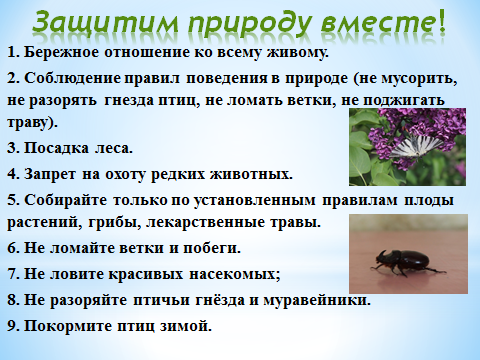 Защитим природу вместе!
1. Бережное отношение ко всему живому.
2. Соблюдение правил поведения в природе (не мусорить,
не разорять гнезда птиц, не ломать ветки, не поджигать
траву).
3. Посадка леса.
4. Запрет на охоту редких животных.
5. Собирайте только по установленным правилам плоды
растений, грибы, лекарственные травы.
6. Не ломайте ветки и побеги.
7. Не ловите красивых насекомых;
8. Не разоряйте птичьи гнёзда и муравейники.
9. Покормите птиц зимой.